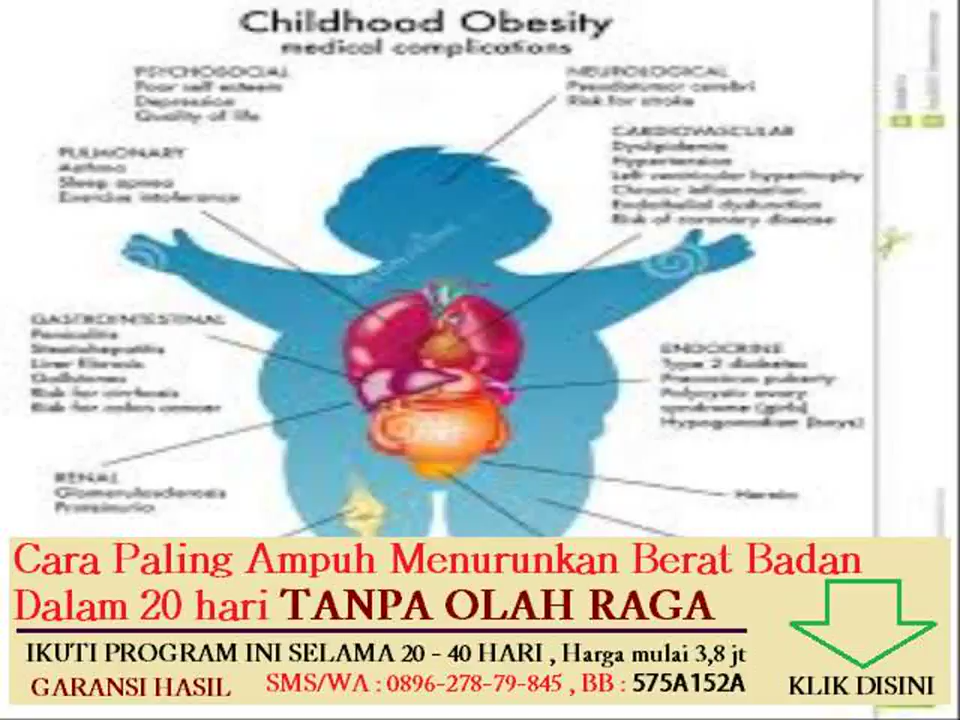 Childhood Obesity
medical complications
PSYCHOSOCIAL
Poor self esteem
Depression
Quality of life
NEUROLOGICAL
Pseudotumor cerebri
Risk for stroke
PULMONARY
Asthma
Sleep apnea
Exercise intolerance
CARDIOVASCULAR
Dyslipidemia
Hypertension
Left ventricular hypertrophy
Chronic inflammation
Endothelial dysfunction
Risk of coronary disease
GASTROINTESTINAL
Steatohepatitis
Liver fibrosis
Gallstones
Risk for cirrhosis
Risk for colon cancer
ENDOCRINE
Type 2 diabetes
Precocious puberty
Polycystic ovary
syndrome (girls)
Hypogonadism (boys)
RENAL
Glomerulosclerosis
Proteinuria
Hernia
Cara Paling Ampuh Menurunkan Berat Badan
Dalam 20 hari TANPA OLAH RAGA
IKUTI PROGRAM INI SELAMA 20 - 40 HARI , Harga mulai 3,8 jt
GARANSI HASIL SMS/WA : 0896-278-79-845 , BB : 575A152A
KLIK DISINI